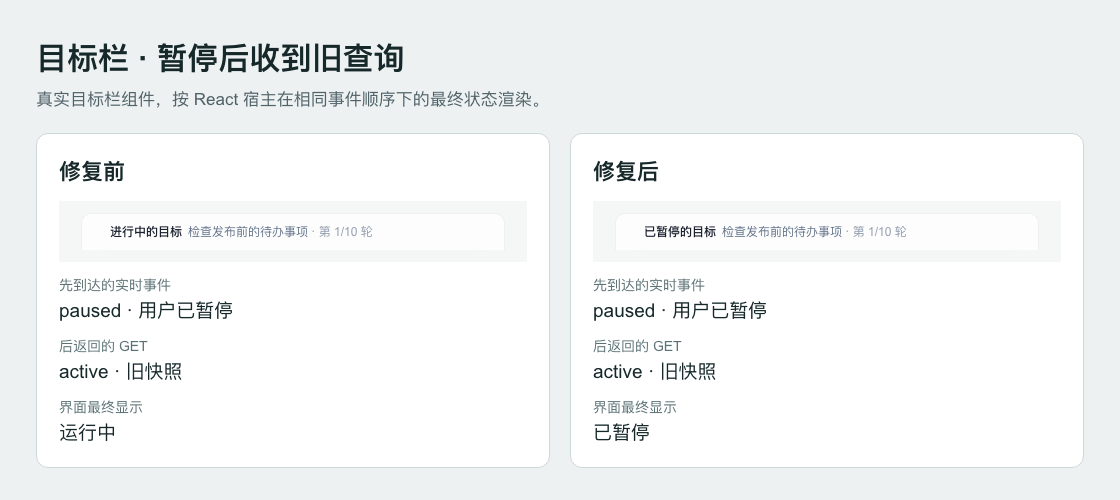 目标栏 · 暂停后收到旧查询
真实目标栏组件，按 React 宿主在相同事件顺序下的最终状态渲染。
修复前
进行中的目标 检查发布前的待办事项 · 第 1/10 轮
先到达的实时事件
paused · 用户已暂停
后返回的 GET
active · 旧快照
界面最终显示
运行中
修复后
已暂停的目标 检查发布前的待办事项 · 第 1/10 轮
先到达的实时事件
paused · 用户已暂停
后返回的 GET
active · 旧快照
界面最终显示
已暂停